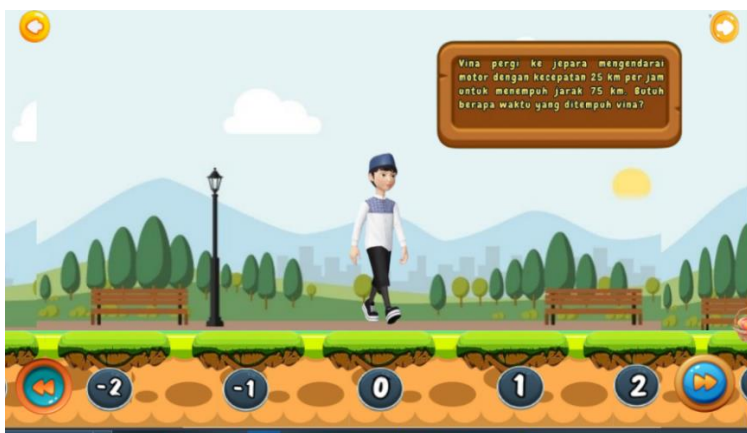 Vina pergi ke jepara mengendarai
motor dengan kecepatan 25 km per jam
untuk menempuh jarak 75 km. Butuh
berapa waktu yang ditempuh vina?
-2 -1 0 1 2